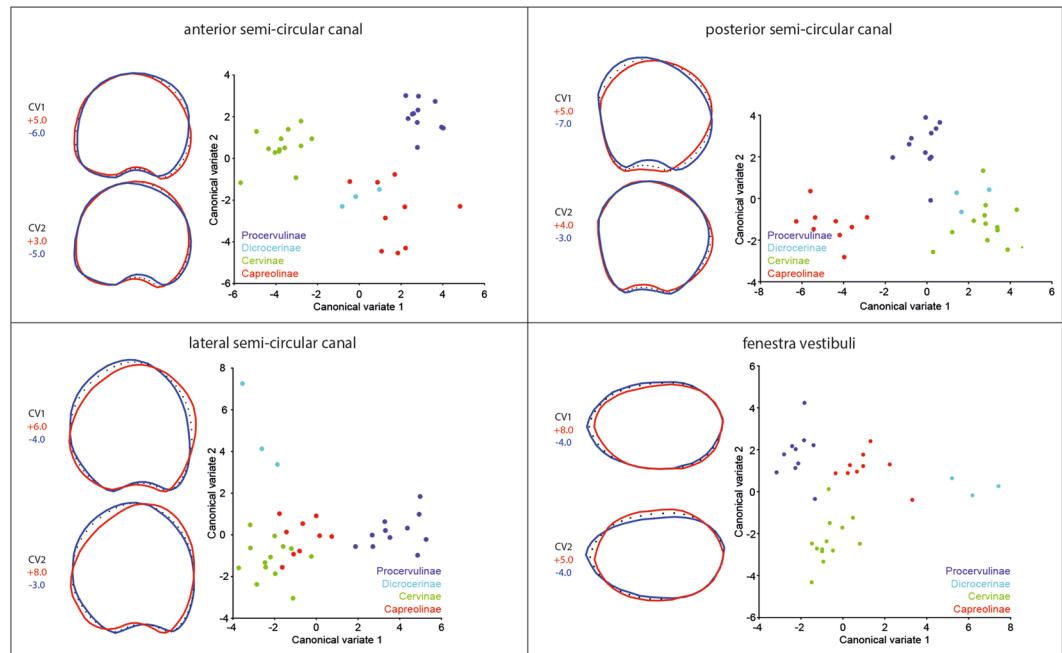 anterior semi-circular canal
CV1
+5.0
-6.0
CV2
+3.0
-5.0
4
2
0
-2
-4
-6
Canonical variate 2
-6
-4
-2
0
2
4
6
Canonical variate 1
Procervulinae
Dicrocerinae
Cervinae
Capreolinae
posterior semi-circular canal
CV1
+5.0
-7.0
CV2
+4.0
-3.0
4
2
0
-2
-4
Canonical variate 2
-8
-6
-4
-2
0
2
4
6
Canonical variate 1
Procervulinae
Dicrocerinae
Cervinae
Capreolinae
lateral semi-circular canal
CV1
+6.0
-4.0
CV2
+8.0
-3.0
8
6
4
2
0
-2
-4
Canonical variate 2
-4
-2
0
2
4
6
Canonical variate 1
Procervulinae
Dicrocerinae
Cervinae
Capreolinae
fenestra vestibuli
CV1
+8.0
-4.0
CV2
+5.0
-4.0
6
4
2
0
-2
-4
-6
Canonical variate 2
-4
-2
0
2
4
6
8
Canonical variate 1
Procervulinae
Dicrocerinae
Cervinae
Capreolinae